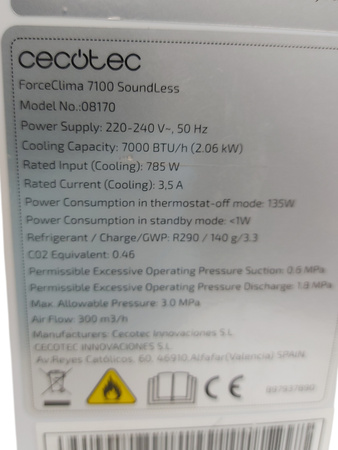 cecotec
ForceClima 7100 SoundLess
Model No.:08170
Power Supply: 220-240 V~, 50 Hz
Cooling Capacity: 7000 BTU/h (2.06 kW)
Rated Input (Cooling): 785 W
Rated Current (Cooling): 3,5 A
Power Consumption in thermostat-off mode: 135W
Power Consumption in standby mode: <1W
Refrigerant / Charge/GWP: R290 / 140 g/3.3
CO2 Equivalent: 0.46
Permissible Excessive Operating Pressure Suction: 0.6 MPa
Permissible Excessive Operating Pressure Discharge: 1.8 MPa
Max. Allowable Pressure: 3.0 MPa
Air Flow: 300 m3/h
Manufacturers: Cecotec Innovaciones S.L.
CECOTEC INNOVACIONES S.L.
Av.Reyes Católicos, 60, 46910,Alfafar(Valencia) SPAIN
CE